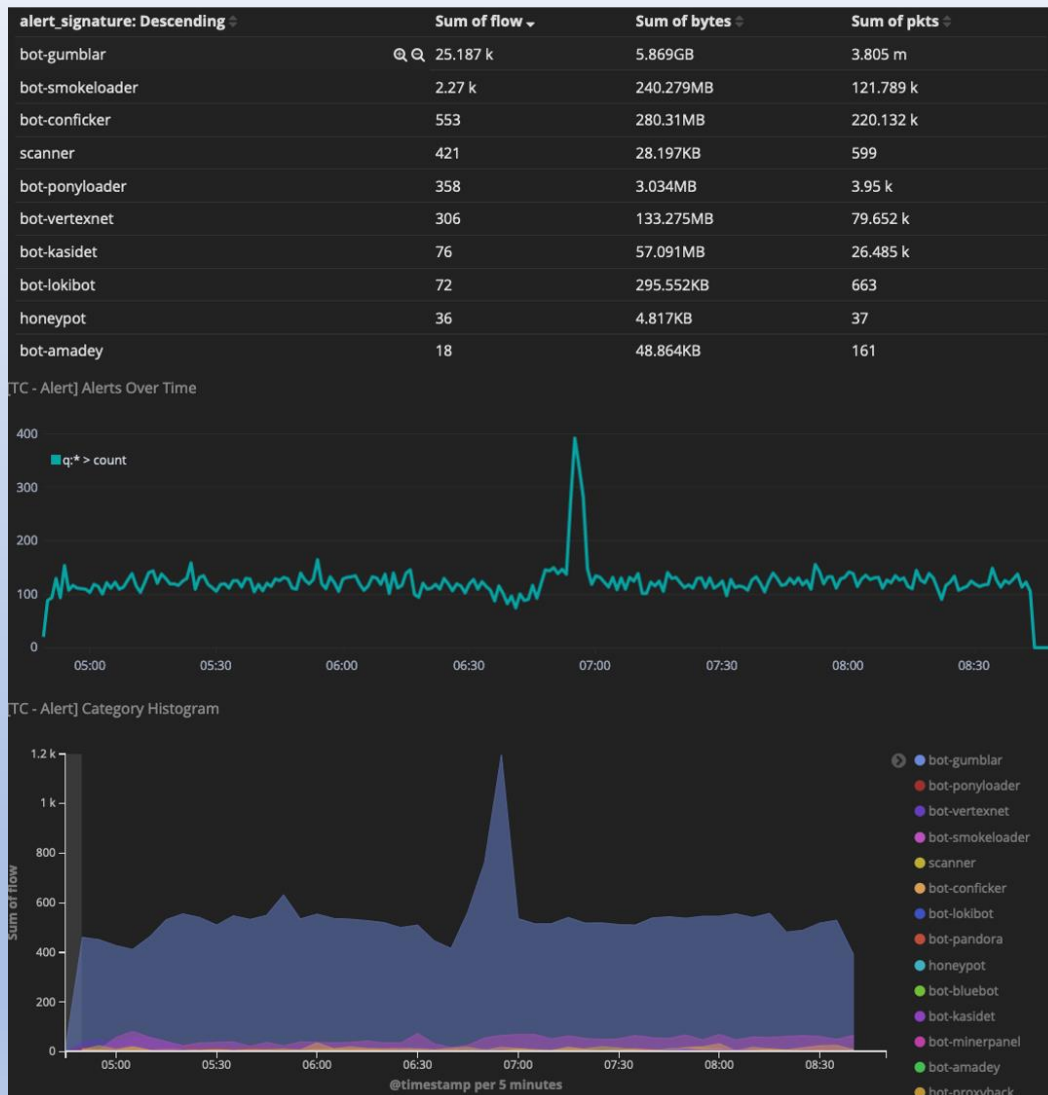 alert_signature: Descending Sum of flow Sum of bytes Sum of pkts
bot-gumblar 25.187 k 5.869GB 3.805 m
bot-smokeloader 2.27 k 240.279MB 121.789 k
bot-conficker 553 280.31MB 220.132 k
scanner 421 28.197KB 599
bot-ponyloader 358 3.034MB 3.95 k
bot-vertexnet 306 133.275MB 79.652 k
bot-kasidet 76 57.091MB 26.485 k
bot-lokibot 72 295.552KB 663
honeypot 36 4.817KB 37
bot-amadey 18 48.864KB 161
[TC - Alert] Alerts Over Time
400
q:* > count
300
200
100
0
05:00 05:30 06:00 06:30 07:00 07:30 08:00 08:30
[TC - Alert] Category Histogram
1.2 k
1 k
800
600
400
200
0
Sum of flow
05:00 05:30 06:00 06:30 07:00 07:30 08:00 08:30
@timestamp per 5 minutes
bot-gumblar
bot-ponyloader
bot-vertexnet
bot-smokeloader
scanner
bot-conficker
bot-lokibot
bot-pandora
honeypot
bot-bluebot
bot-kasidet
bot-minerpanel
bot-amadey
bot-proxyback